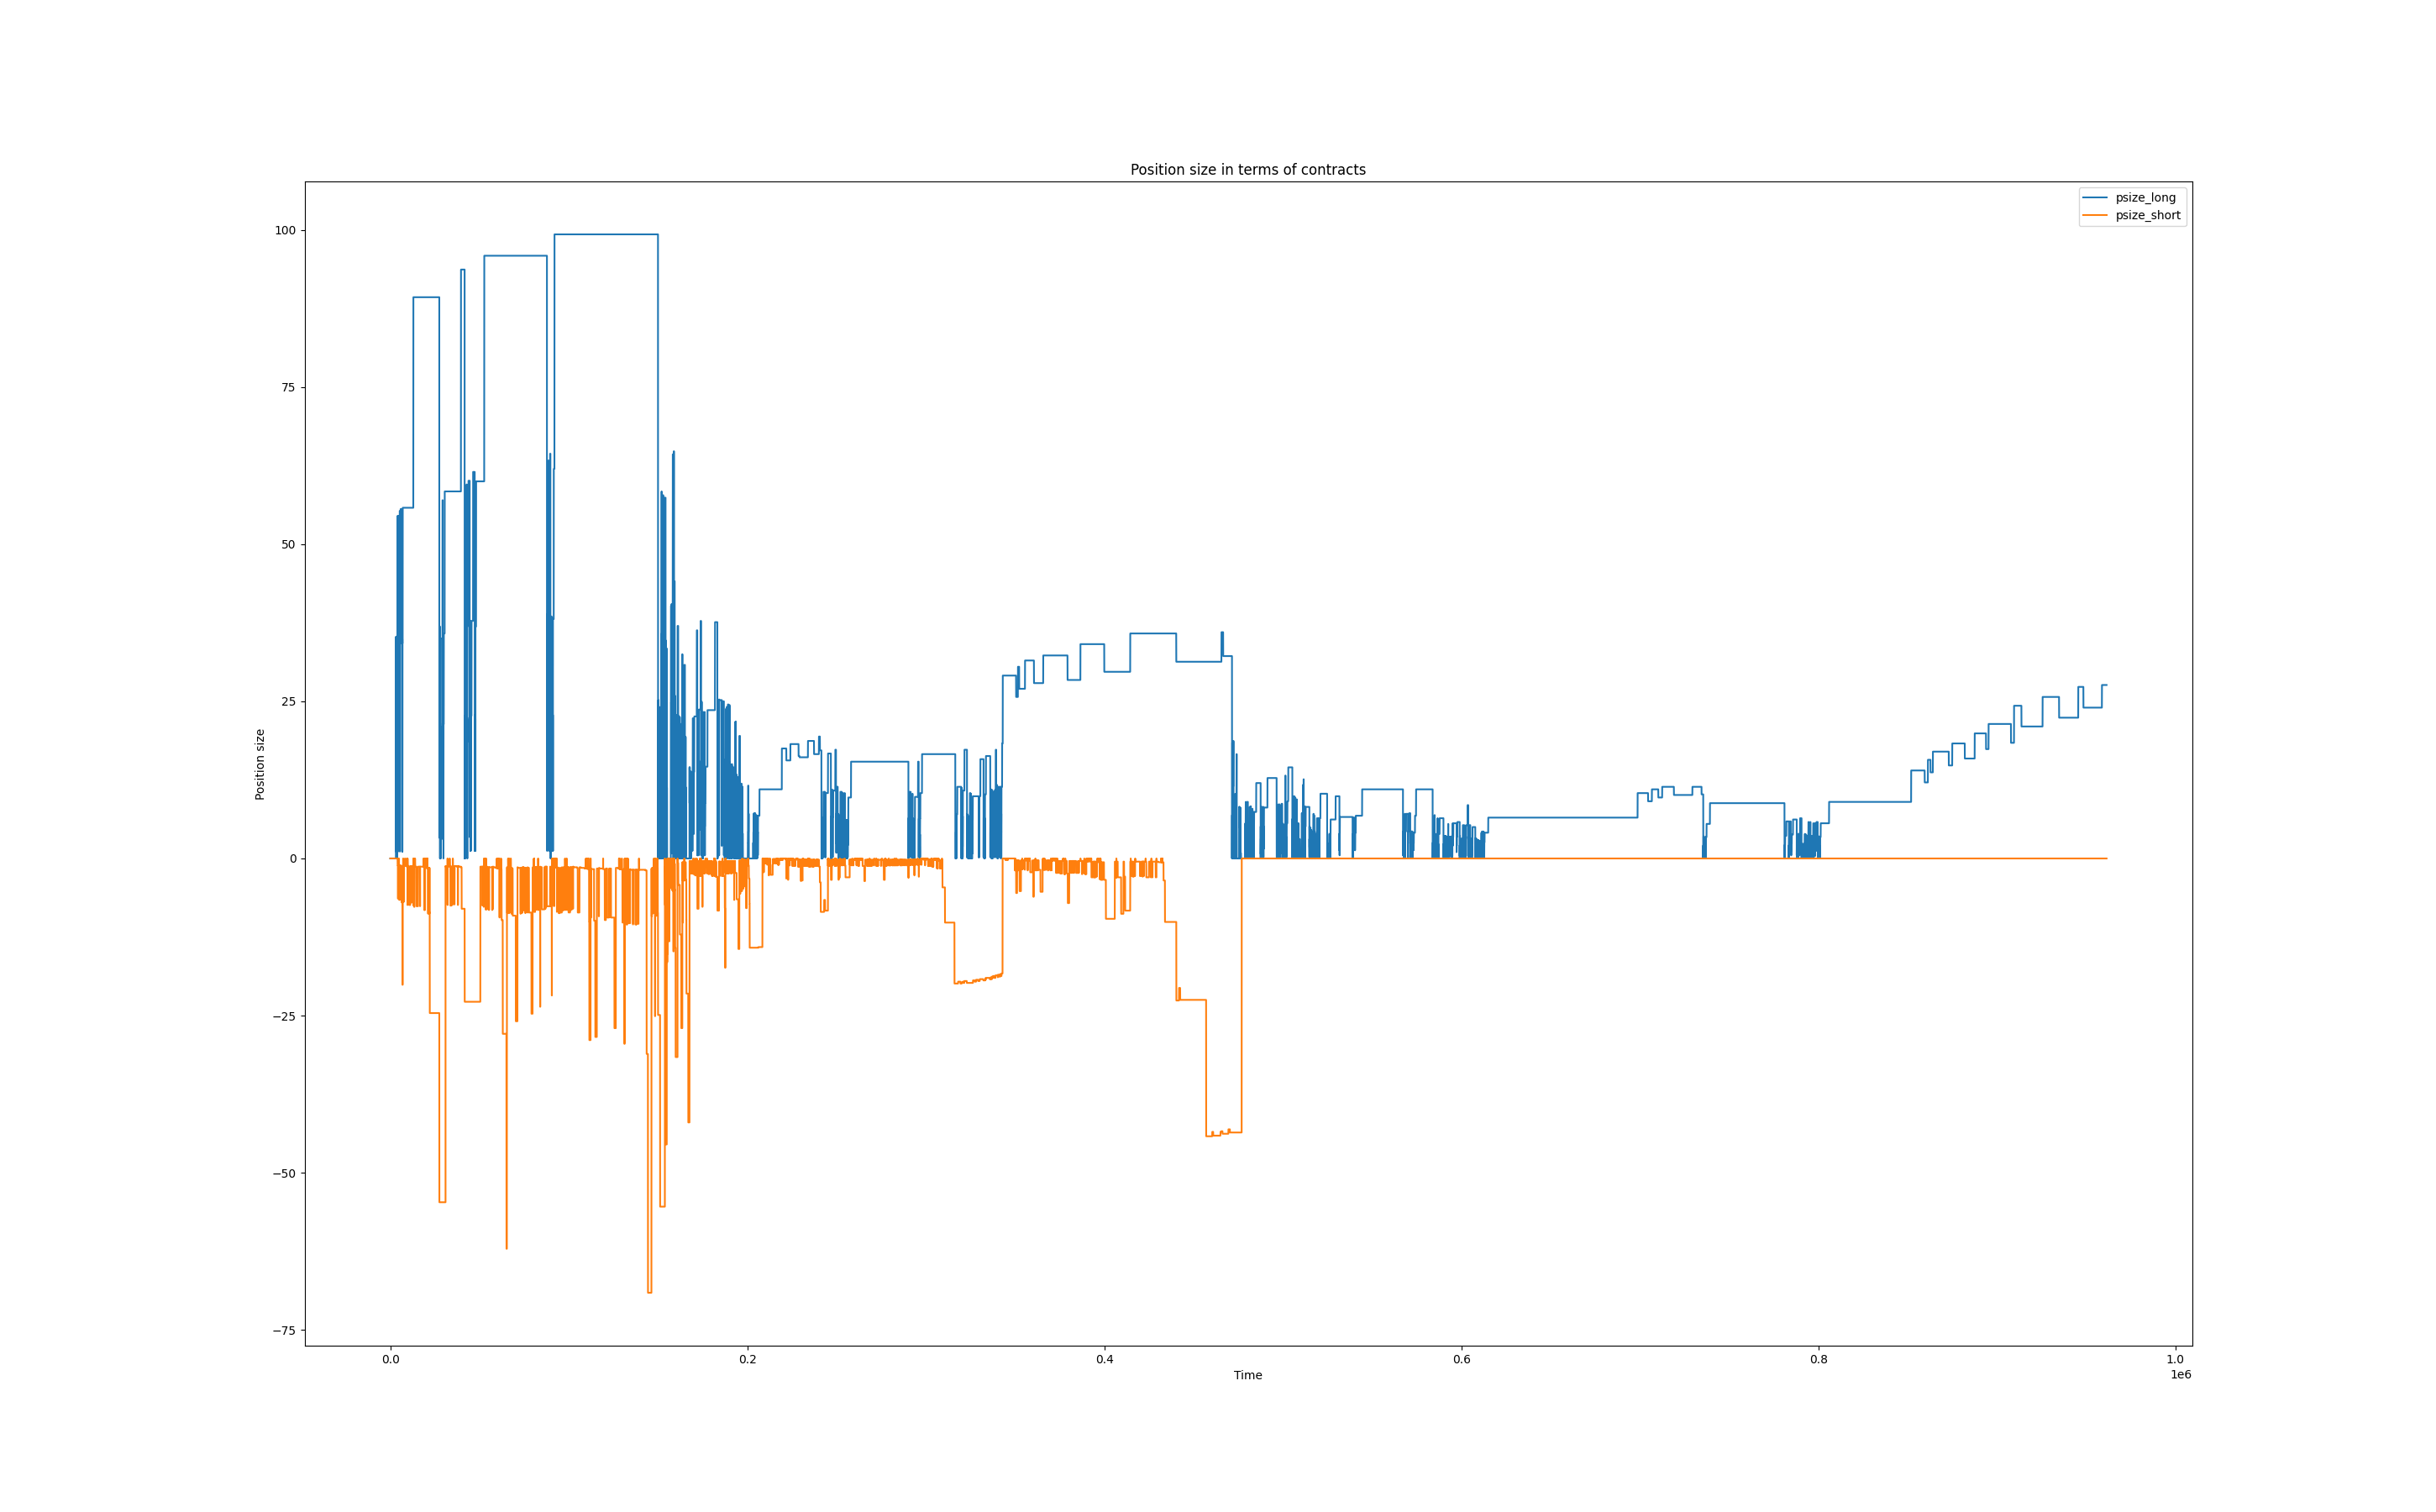 Position size in terms of contracts
psize_long
psize_short
100
75
50
25
0
−25
−50
−75
Position size
0.0
0.2
0.4
0.6
0.8
1.0
Time
1e6